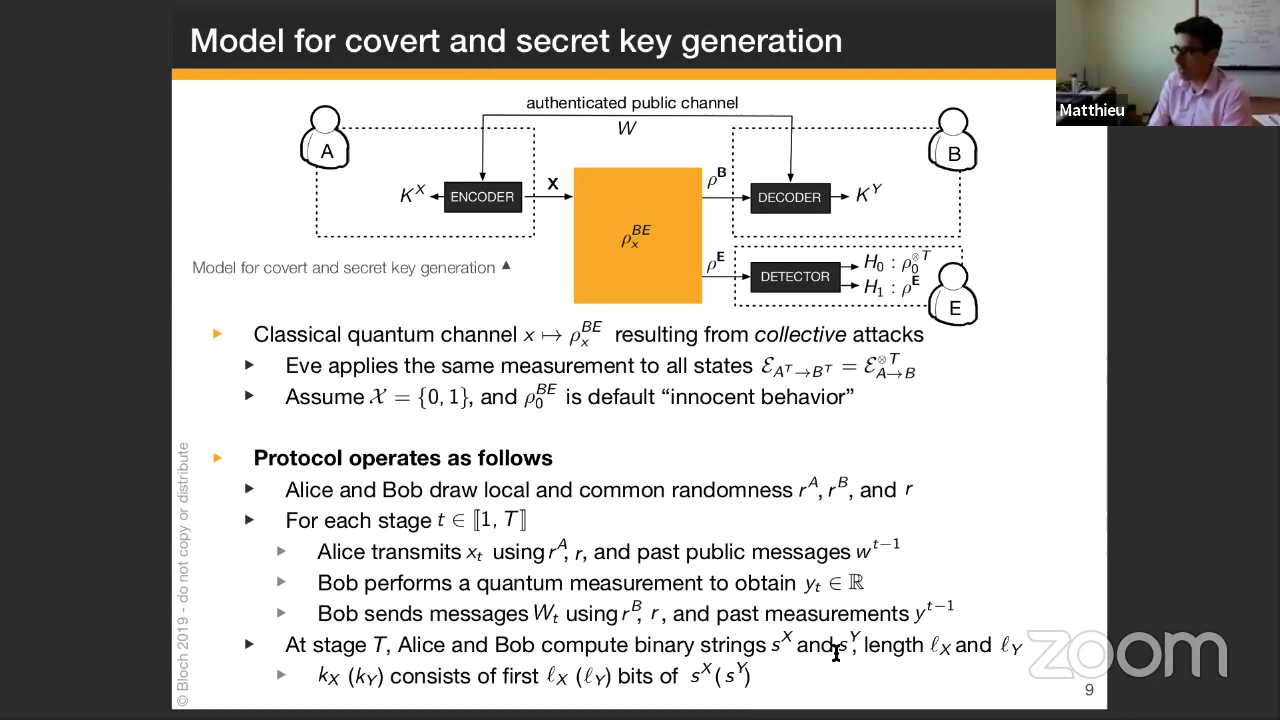 Model for covert and secret key generation
Matthieu
authenticated public channel
W
A
B
K^X
ENCODER
X
ρ^B
DECODER
K^Y
ρ_x^{BE}
Model for covert and secret key generation ▲
ρ^E
DETECTOR
H_0 : ρ_0^{⊗T}
H_1 : ρ^E
E
Classical quantum channel x ↦ ρ_x^{BE} resulting from collective attacks
Eve applies the same measurement to all states ℰ_{A^T→B^T} = ℰ_{A→B}^{⊗T}
Assume 𝒳 = {0, 1}, and ρ_0^{BE} is default “innocent behavior”
Protocol operates as follows
Alice and Bob draw local and common randomness r^A, r^B, and r
For each stage t ∈ ⟦1, T⟧
Alice transmits x_t using r^A, r, and past public messages w^{t−1}
Bob performs a quantum measurement to obtain y_t ∈ ℝ
Bob sends messages W_t using r^B, r, and past measurements y^{t−1}
At stage T, Alice and Bob compute binary strings s^X and s^Y, length ℓ_X and ℓ_Y
k_X (k_Y) consists of first ℓ_X (ℓ_Y) bits of s^X (s^Y)
© Bloch 2019 - do not copy or distribute
zoom
9